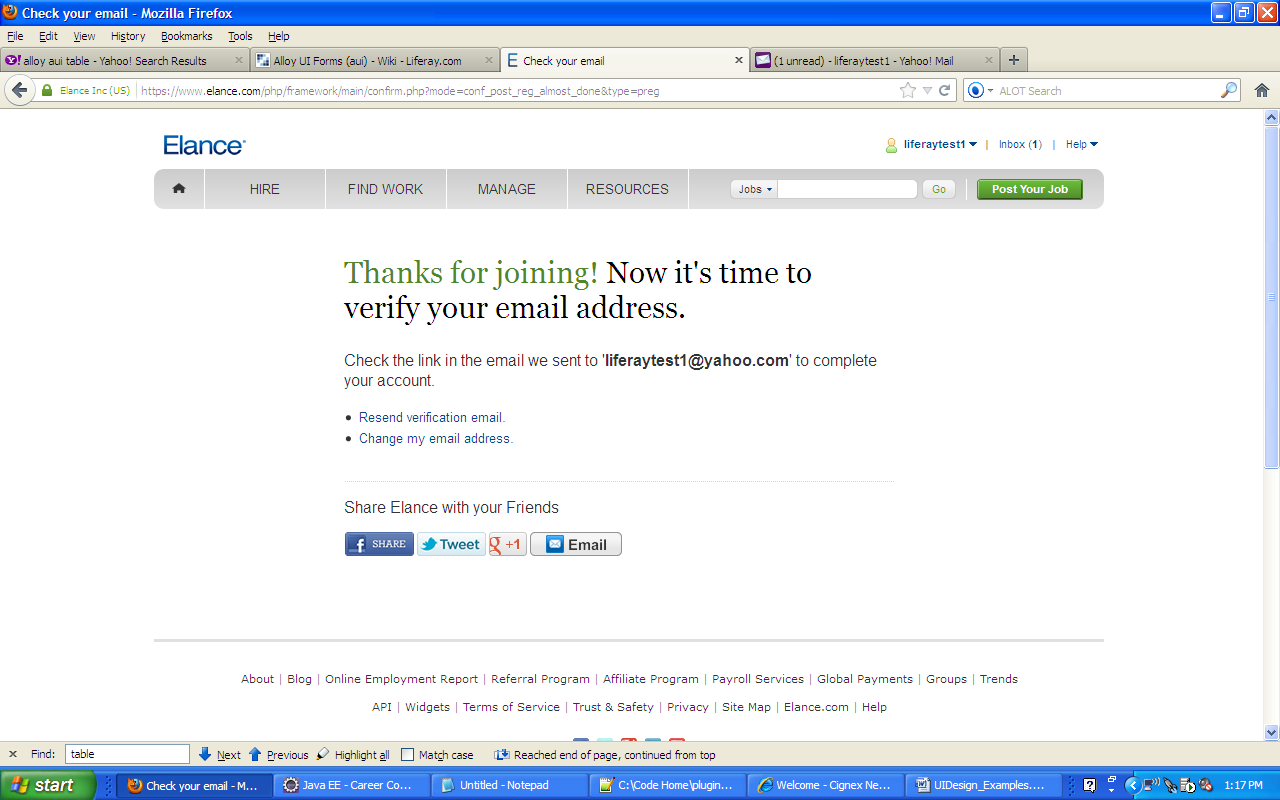 Check your email - Mozilla Firefox
File Edit View History Bookmarks Tools Help
alloy aui table - Yahoo! Search Results
Alloy UI Forms (aui) - Wiki - Liferay.com
Check your email
(1 unread) - liferaytest1 - Yahoo! Mail
Elance Inc (US) https://www.elance.com/php/framework/main/confirm.php?mode=conf_post_reg_almost_done&type=preg
ALOT Search
Elance
liferaytest1 | Inbox (1) | Help
HIRE FIND WORK MANAGE RESOURCES Jobs Go Post Your Job
Thanks for joining! Now it's time to
verify your email address.
Check the link in the email we sent to 'liferaytest1@yahoo.com' to complete
your account.
• Resend verification email.
• Change my email address.
Share Elance with your Friends
f SHARE Tweet g +1 Email
About | Blog | Online Employment Report | Referral Program | Affiliate Program | Payroll Services | Global Payments | Groups | Trends
API | Widgets | Terms of Service | Trust & Safety | Privacy | Site Map | Elance.com | Help
Find: table Next Previous Highlight all Match case Reached end of page, continued from top
start Check your email - M... Java EE - Career Co... Untitled - Notepad C:\Code Home\plugin... Welcome - Cignex Ne... UIDesign_Examples.... 1:17 PM